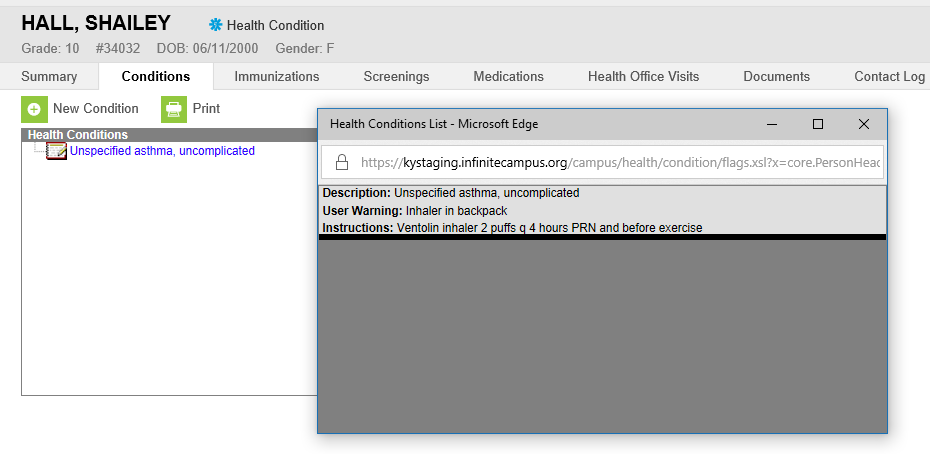 HALL, SHAILEY
Health Condition
Grade: 10 #34032 DOB: 06/11/2000 Gender: F
Summary Conditions Immunizations Screenings Medications Health Office Visits Documents Contact Log
New Condition Print
Health Conditions
Unspecified asthma, uncomplicated
Health Conditions List - Microsoft Edge
https://kystaging.infinitecampus.org/campus/health/condition/flags.xsl?x=core.PersonHeac
Description: Unspecified asthma, uncomplicated
User Warning: Inhaler in backpack
Instructions: Ventolin inhaler 2 puffs q 4 hours PRN and before exercise